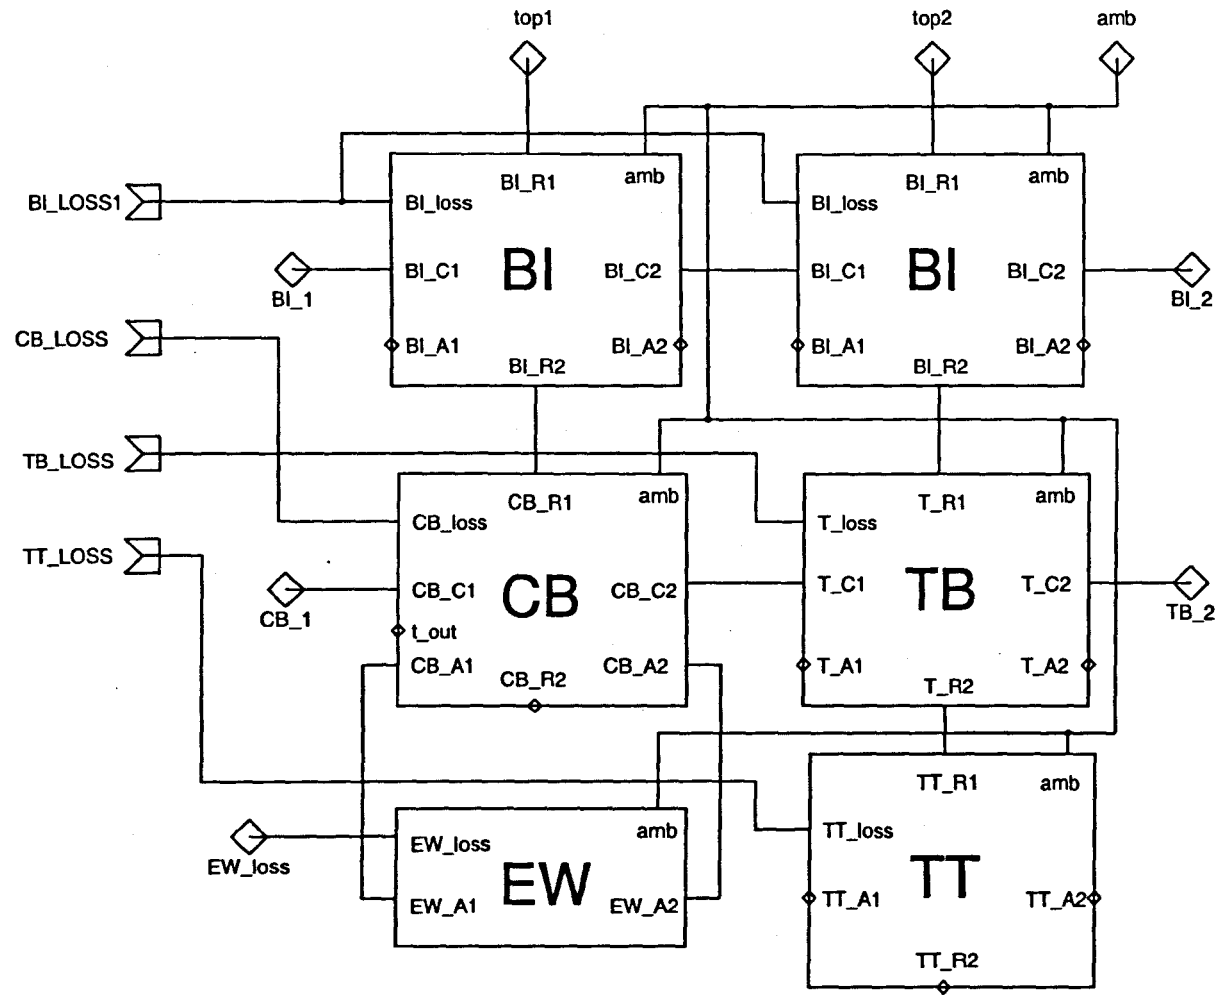 top1 top2 amb
BI_R1 amb BI_R1 amb
BI_LOSS1 BI_loss BI_loss
BI_C1 BI BI_C2 BI_C1 BI BI_C2
BI_1 BI_2
CB_LOSS BI_A1 BI_A2 BI_A1 BI_A2
BI_R2 BI_R2
TB_LOSS
CB_R1 amb T_R1 amb
CB_loss T_loss
TT_LOSS
CB_C1 CB CB_C2 T_C1 TB T_C2
CB_1 TB_2
t_out
CB_A1 CB_A2 T_A1 T_A2
CB_R2 T_R2
TT_R1 amb
amb TT_loss
EW_loss
EW_loss EW TT
EW_A1 EW_A2 TT_A1 TT_A2
TT_R2